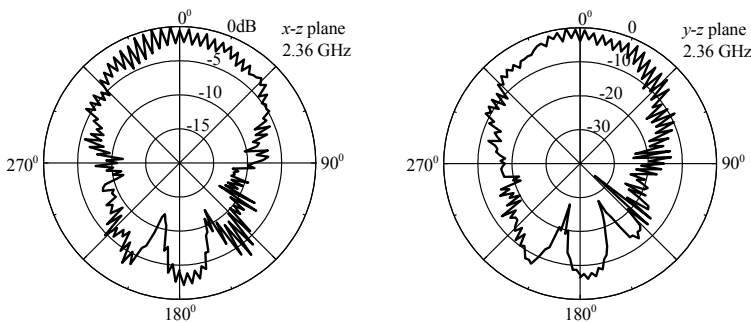 0⁰ 0dB x-z plane
2.36 GHz
-5
-10
-15
270⁰ 90⁰
180⁰
0⁰ 0 y-z plane
2.36 GHz
-10
-20
-30
270⁰ 90⁰
180⁰